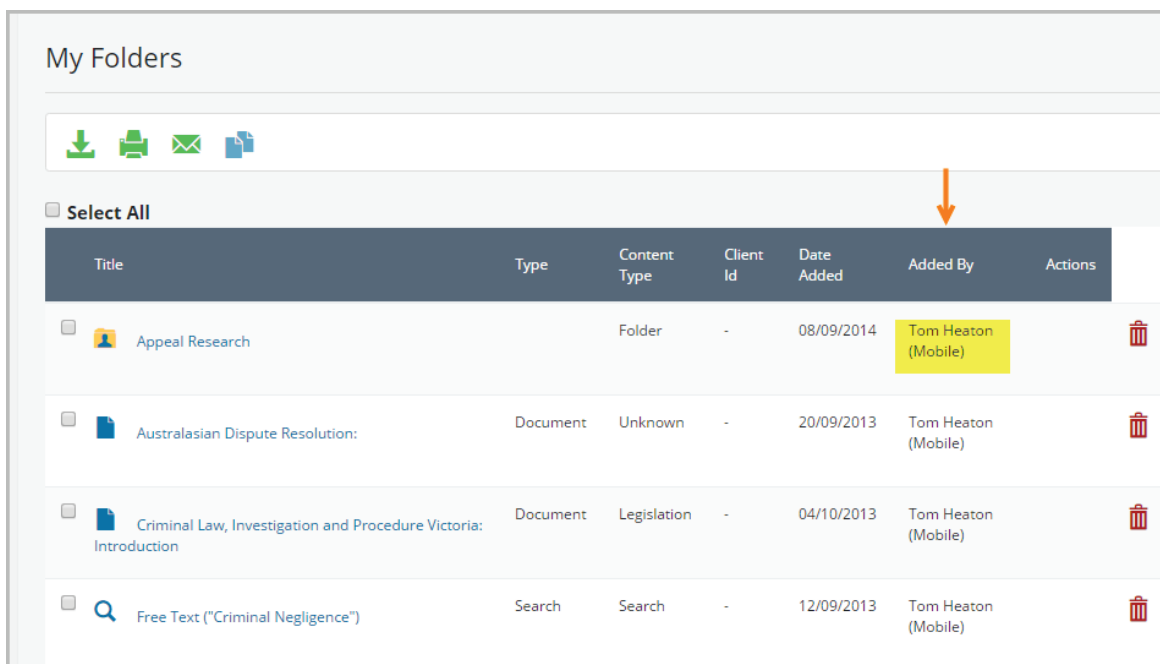 My Folders
Select All
Title Type Content Type Client Id Date Added Added By Actions
Appeal Research Folder - 08/09/2014 Tom Heaton (Mobile)
Australasian Dispute Resolution: Document Unknown - 20/09/2013 Tom Heaton (Mobile)
Criminal Law, Investigation and Procedure Victoria: Introduction Document Legislation - 04/10/2013 Tom Heaton (Mobile)
Free Text ("Criminal Negligence") Search Search - 12/09/2013 Tom Heaton (Mobile)